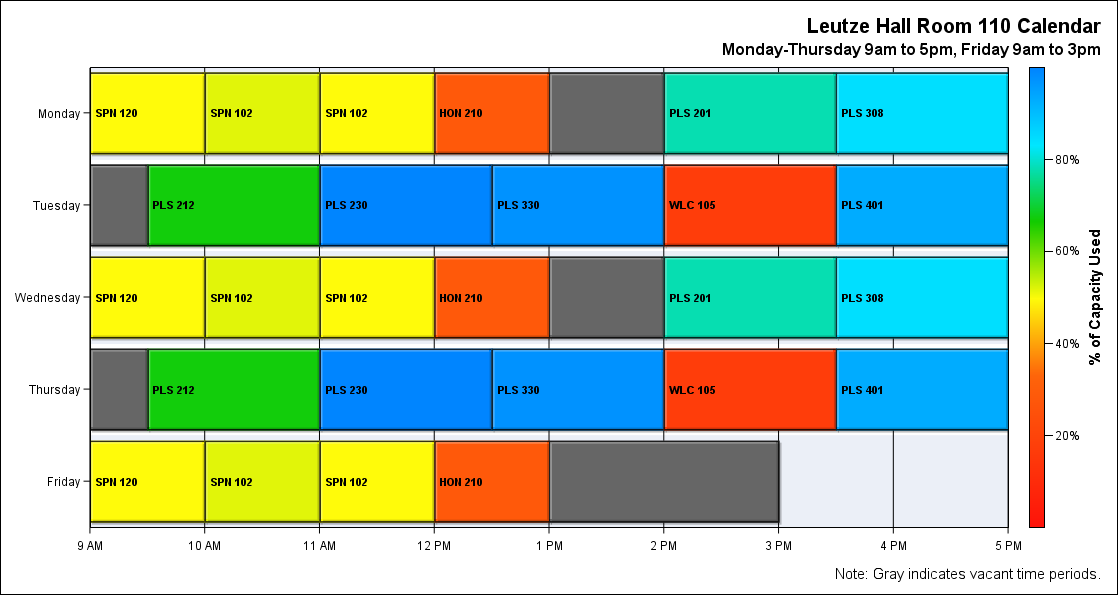 Leutze Hall Room 110 Calendar
Monday-Thursday 9am to 5pm, Friday 9am to 3pm
Monday
SPN 120
SPN 102
SPN 102
HON 210
PLS 201
PLS 308
Tuesday
PLS 212
PLS 230
PLS 330
WLC 105
PLS 401
Wednesday
SPN 120
SPN 102
SPN 102
HON 210
PLS 201
PLS 308
Thursday
PLS 212
PLS 230
PLS 330
WLC 105
PLS 401
Friday
SPN 120
SPN 102
SPN 102
HON 210
9 AM
10 AM
11 AM
12 PM
1 PM
2 PM
3 PM
4 PM
5 PM
80%
60%
40%
20%
% of Capacity Used
Note: Gray indicates vacant time periods.